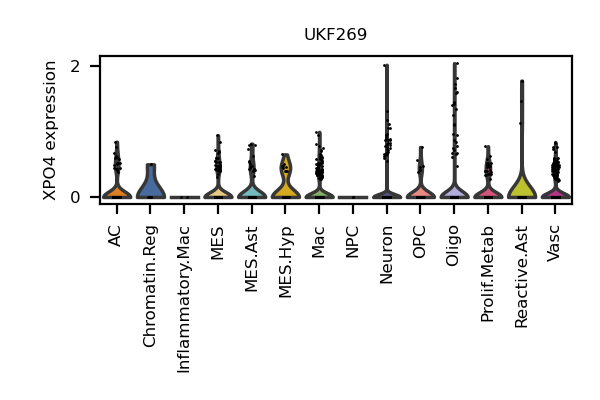 UKF269
XPO4 expression
2
0
AC
Chromatin.Reg
Inflammatory.Mac
MES
MES.Ast
MES.Hyp
Mac
NPC
Neuron
OPC
Oligo
Prolif.Metab
Reactive.Ast
Vasc